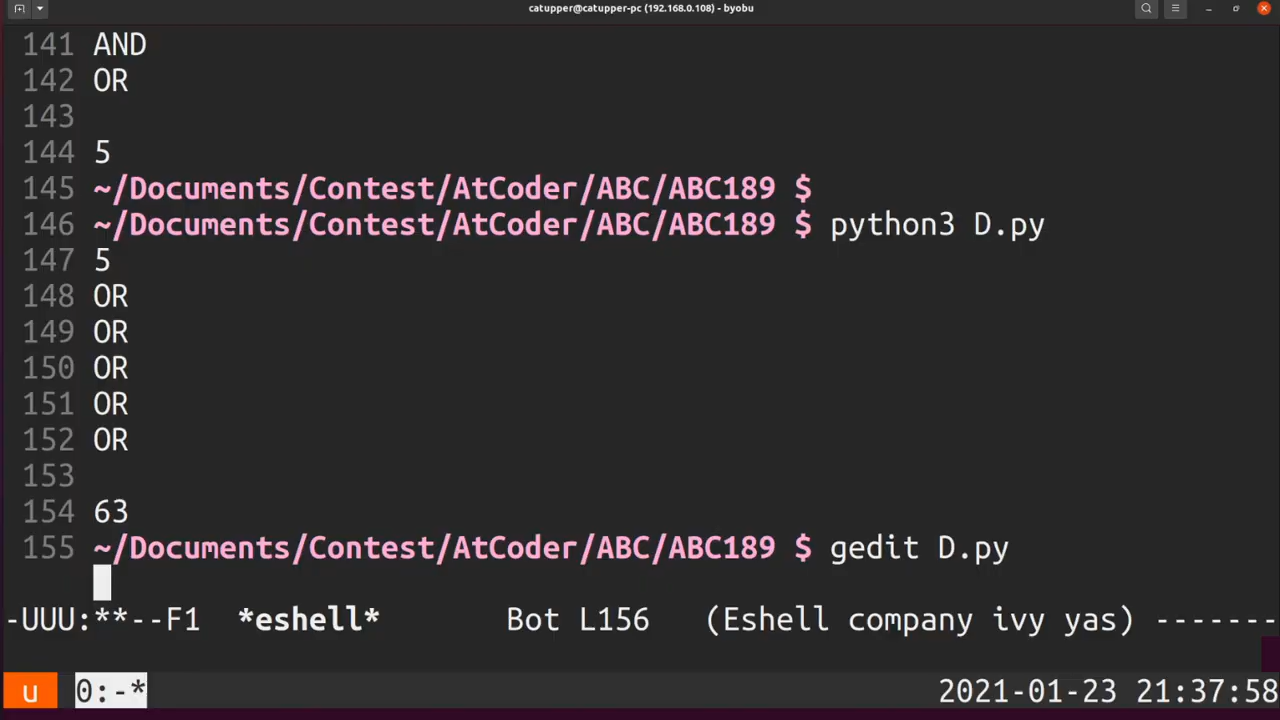 catupper@catupper-pc (192.168.0.108) - byobu
141 AND
142 OR
143
144 5
145 ~/Documents/Contest/AtCoder/ABC/ABC189 $
146 ~/Documents/Contest/AtCoder/ABC/ABC189 $ python3 D.py
147 5
148 OR
149 OR
150 OR
151 OR
152 OR
153
154 63
155 ~/Documents/Contest/AtCoder/ABC/ABC189 $ gedit D.py
-UUU:**--F1 *eshell* Bot L156 (Eshell company ivy yas) -------
u 0:-* 2021-01-23 21:37:58